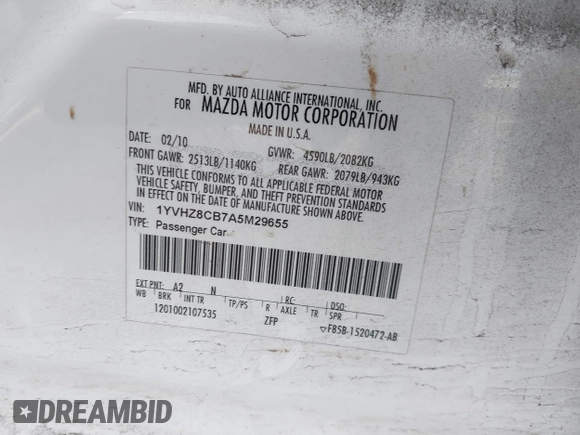 MFD. BY AUTO ALLIANCE INTERNATIONAL, INC.
FOR MAZDA MOTOR CORPORATION
MADE IN U.S.A.
02/10 GVWR: 4590LB/2082KG
FRONT GAWR: 2513LB/1140KG REAR GAWR: 2079LB/943KG
THIS VEHICLE CONFORMS TO ALL APPLICABLE FEDERAL MOTOR
VEHICLE SAFETY, BUMPER, AND THEFT PREVENTION STANDARDS
IN EFFECT ON THE DATE OF MANUFACTURE SHOWN ABOVE.
VIN: 1YVHZ8CB7A5M29655
TYPE: Passenger Car
EXT PNT: A2 N RC: DSO:
WB BRK INT TR TP/PS R AXLE TR SPR
1201002107535 ZFP F85B-1520472-AB
DREAMBID